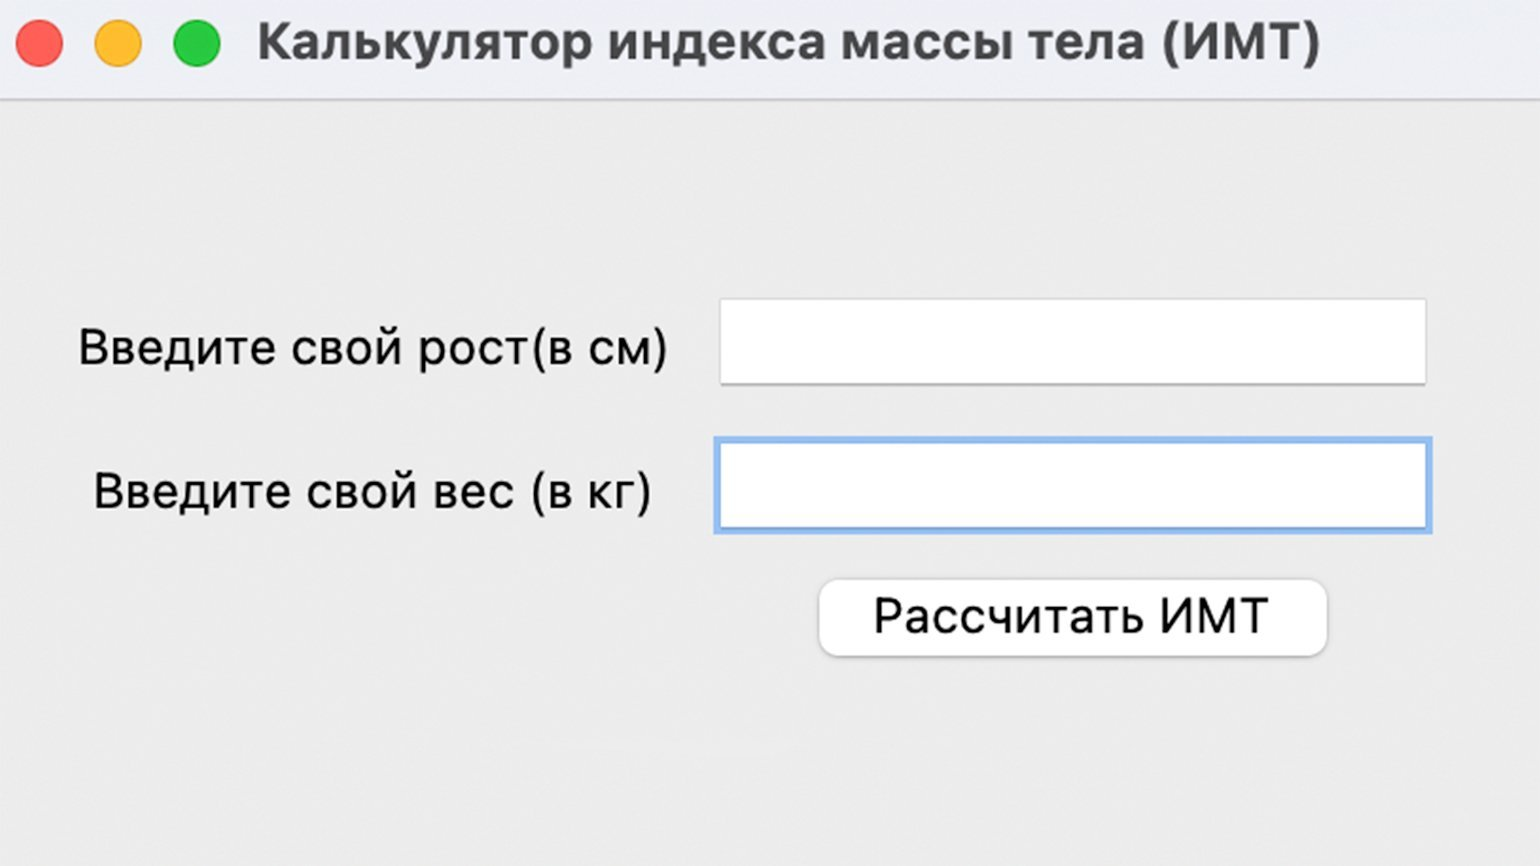 Калькулятор индекса массы тела (ИМТ)
Введите свой рост(в см)
Введите свой вес (в кг)
Рассчитать ИМТ